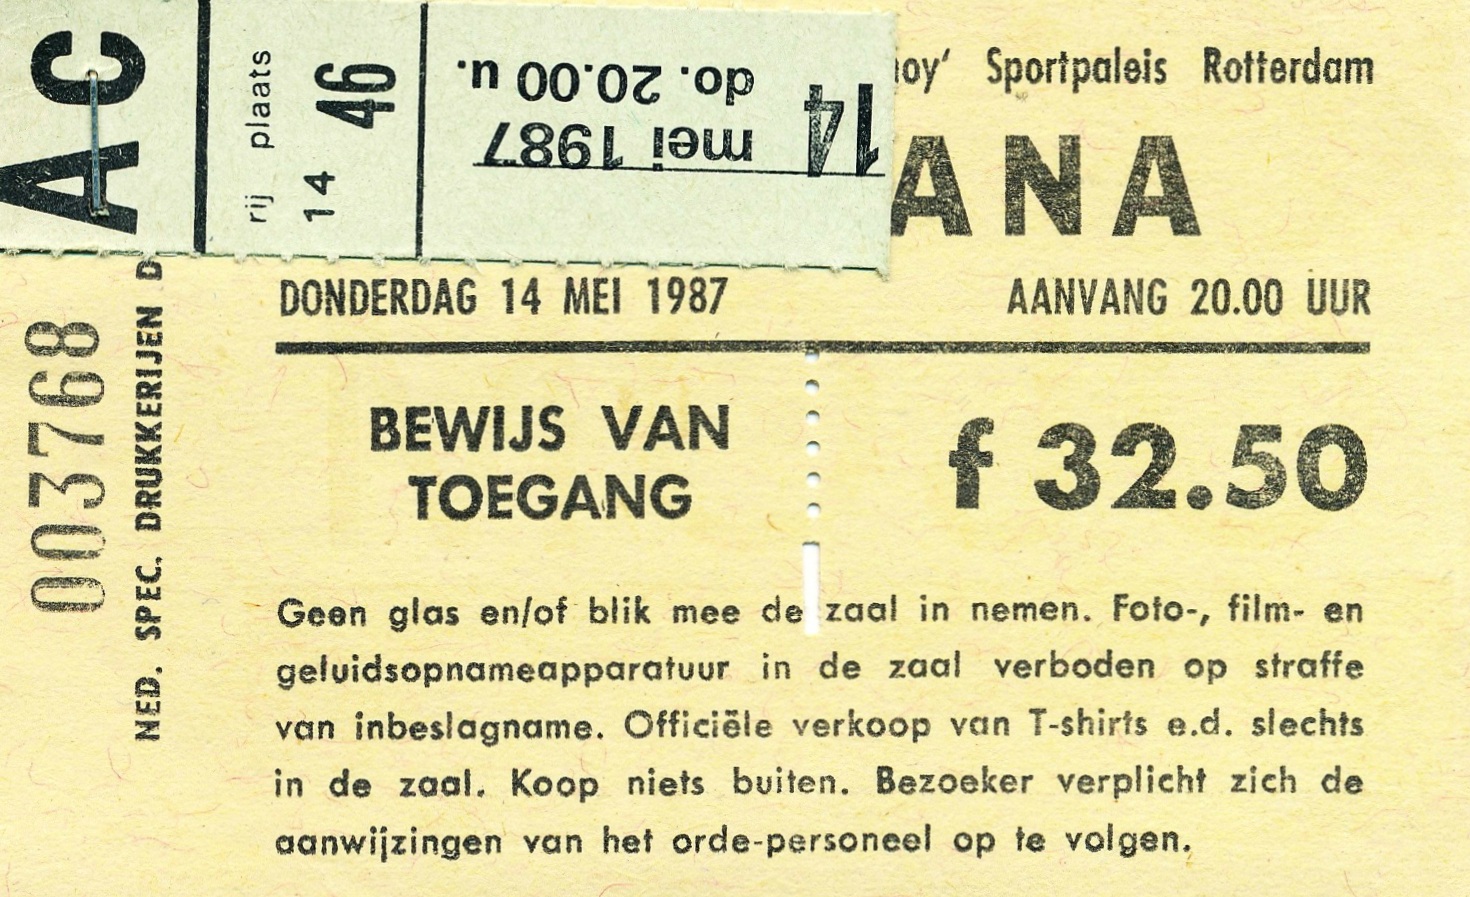 AC
rij plaats
14 46
14 mei 1987
do. 20.00 u.
oy' Sportpaleis Rotterdam
ANA
DONDERDAG 14 MEI 1987 AANVANG 20.00 UUR
BEWIJS VAN
TOEGANG
f 32.50
003768
NED. SPEC. DRUKKERIJEN D
Geen glas en/of blik mee de zaal in nemen. Foto-, film- en
geluidsopnameapparatuur in de zaal verboden op straffe
van inbeslagname. Officiële verkoop van T-shirts e.d. slechts
in de zaal. Koop niets buiten. Bezoeker verplicht zich de
aanwijzingen van het orde-personeel op te volgen.